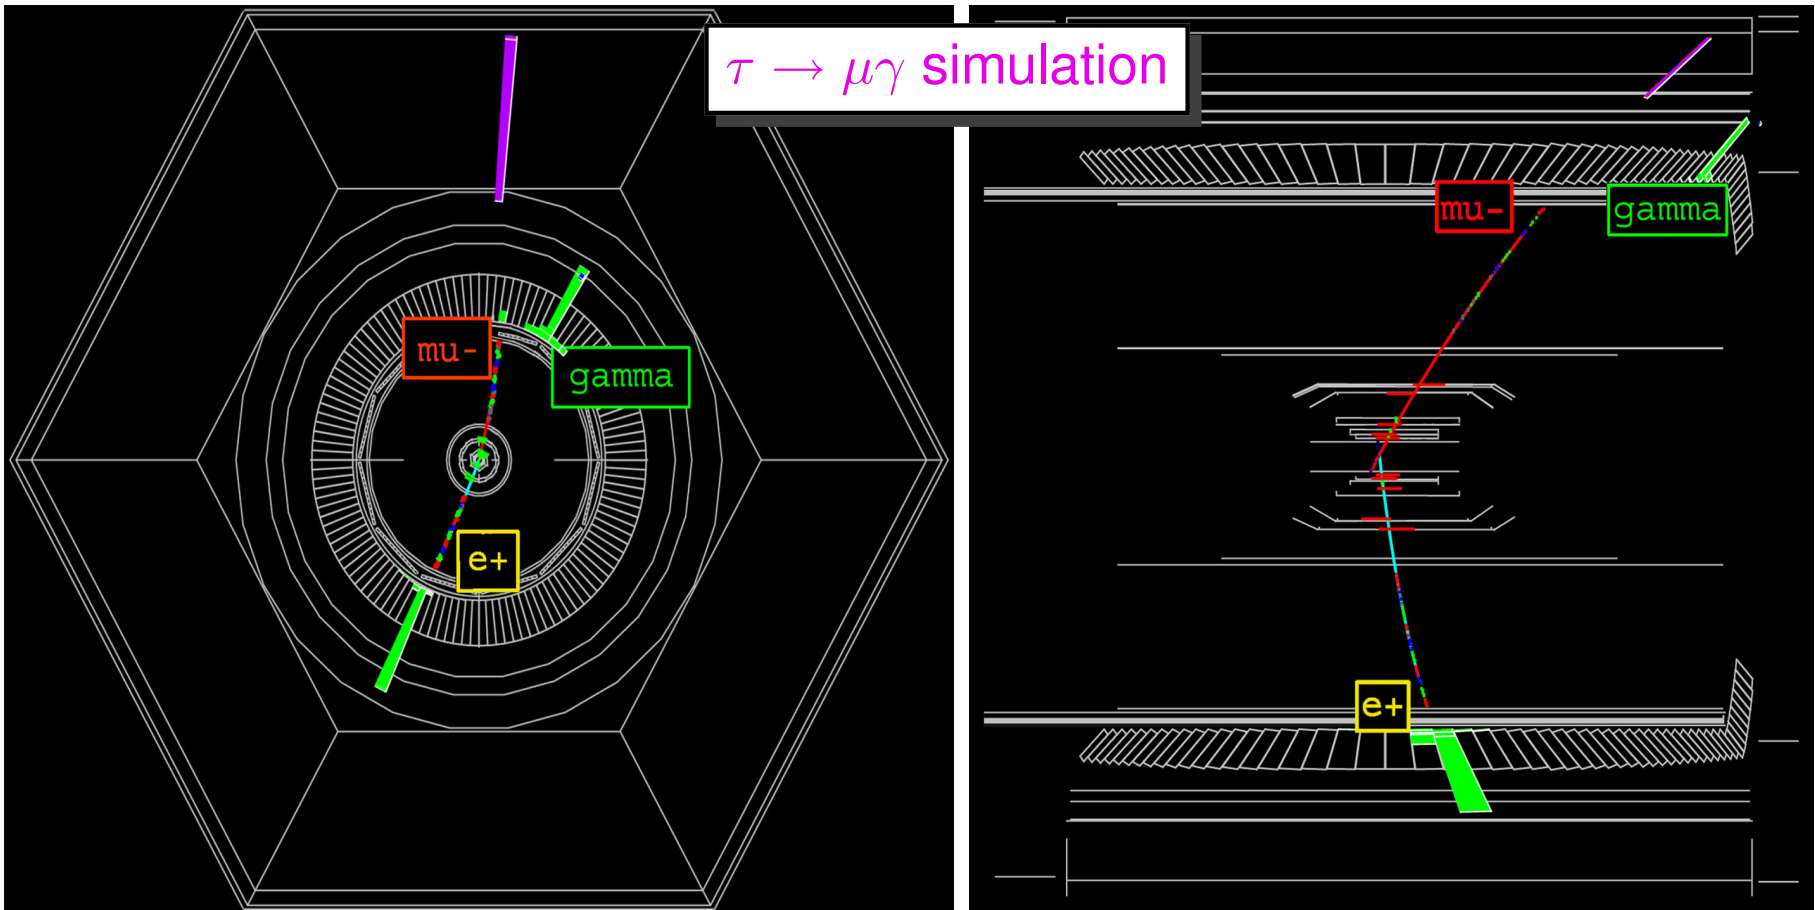 τ → μγ simulation
mu-
gamma
e+
mu-
gamma
e+